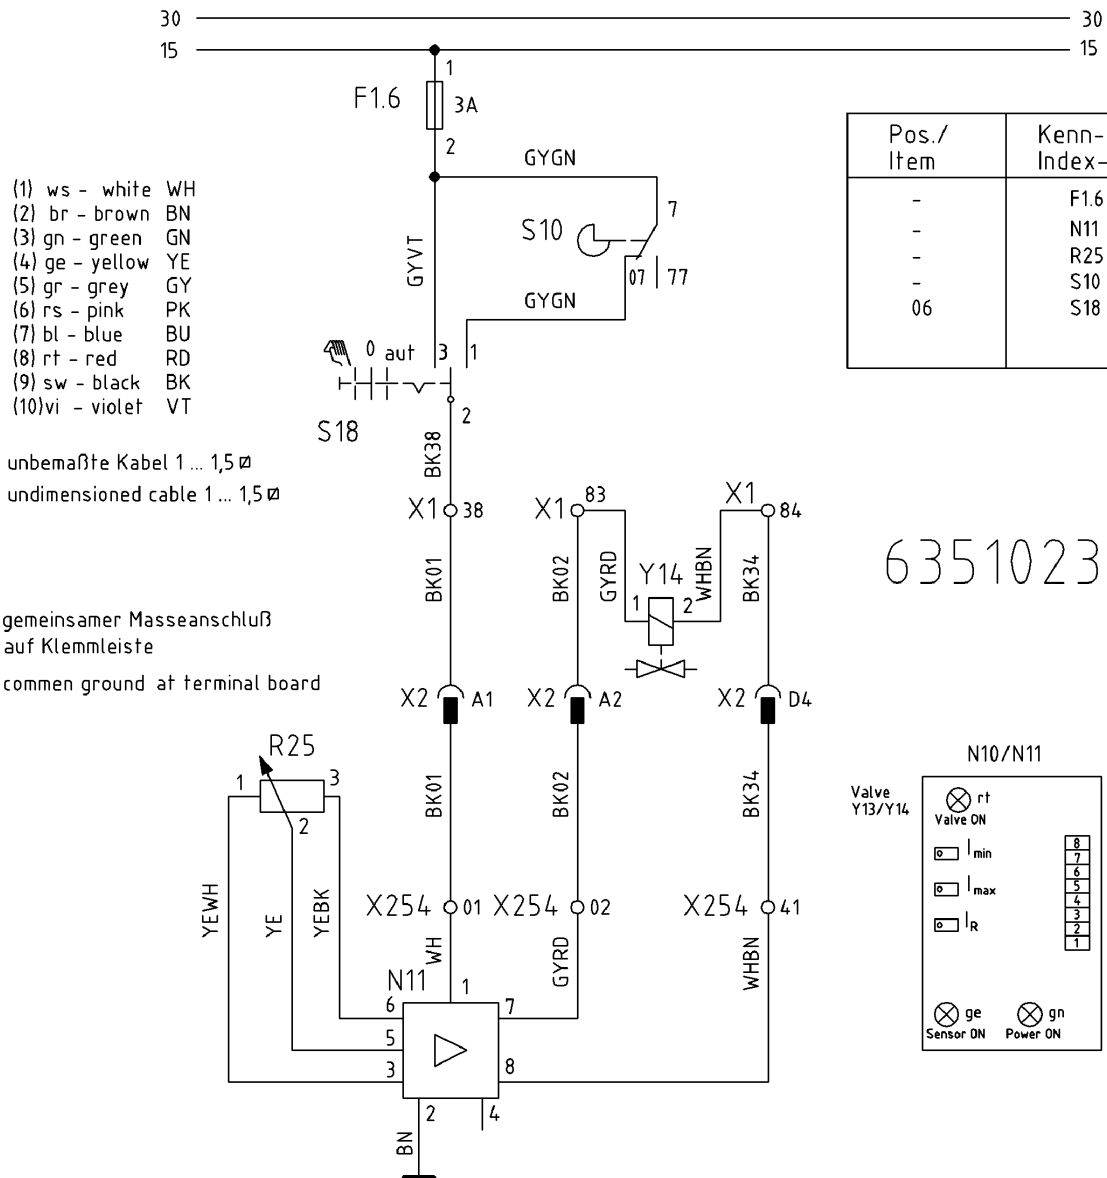 30
30
15
15
1
F1.6
3A
2
GYGN
Pos./
Item
Kenn-
Index-
-
F1.6
-
N11
-
R25
-
S10
06
S18
(1) ws - white WH
(2) br - brown BN
(3) gn - green GN
(4) ge - yellow YE
(5) gr - grey GY
(6) rs - pink PK
(7) bl - blue BU
(8) rt - red RD
(9) sw - black BK
(10)vi - violet VT
7
S10
GYVT
07
77
GYGN
0
aut
3
1
S18
2
BK38
unbemaßte Kabel 1 ... 1,5
undimensioned cable 1 ... 1,5
X1
38
X1
83
X1
84
BK01
BK02
GYRD
Y14
1
2
WHBN
BK34
6351023
gemeinsamer Masseanschluß
auf Klemmleiste
commen ground at terminal board
X2
A1
X2
A2
X2
D4
R25
1
3
2
BK01
BK02
BK34
N10/N11
Valve
Y13/Y14
rt
Valve ON
I min
I max
I R
8
7
6
5
4
3
2
1
ge
Sensor ON
gn
Power ON
YEWH
YE
YEBK
X254
01
X254
02
X254
41
WH
GYRD
WHBN
N11
1
6
7
5
3
8
2
4
BN